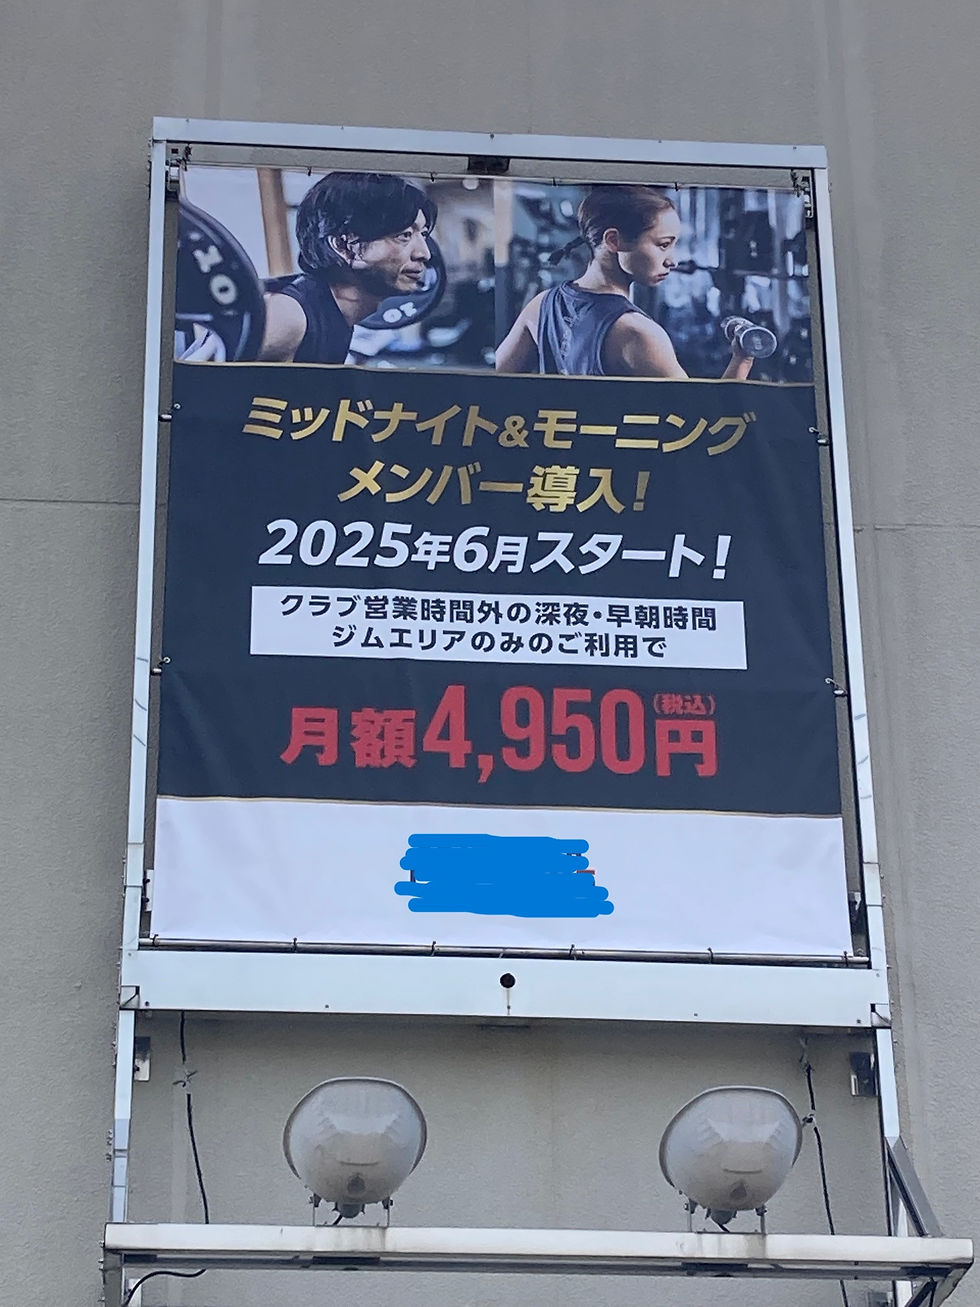 10
10
ミッドナイト&モーニング
メンバー導入!
2025年6月スタート!
クラブ営業時間外の深夜・早朝時間
ジムエリアのみのご利用で
月額4,950円(税込)